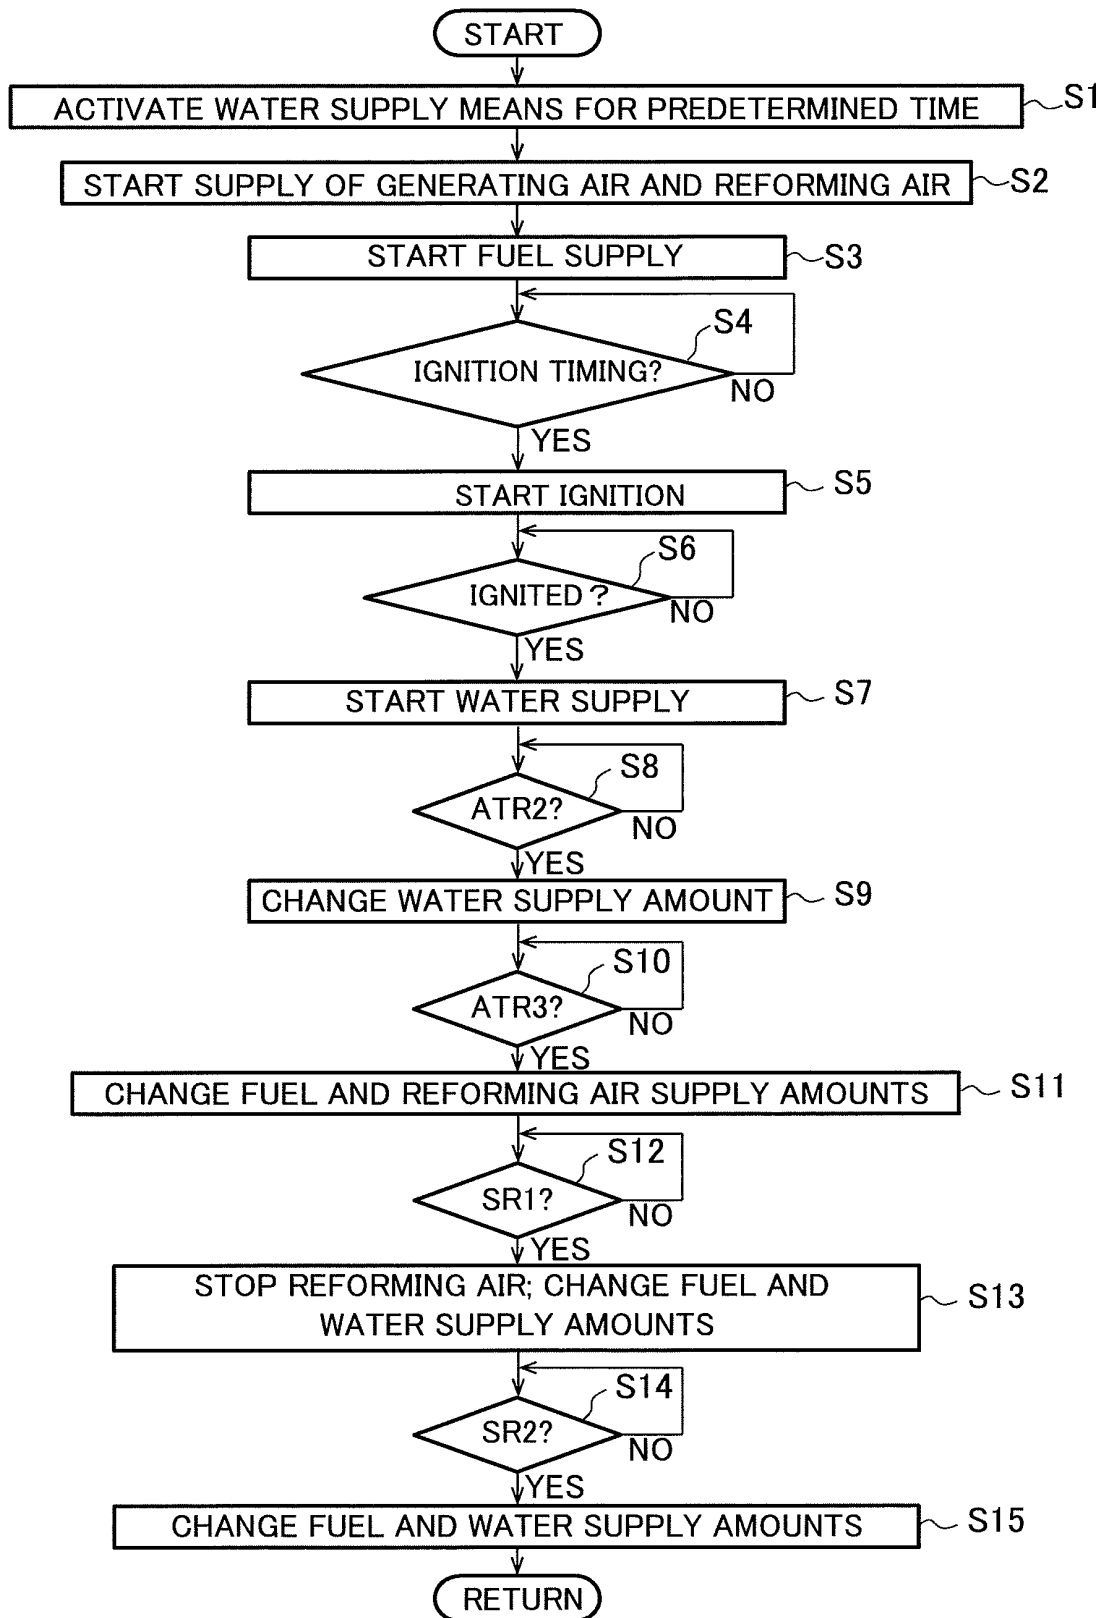 START
ACTIVATE WATER SUPPLY MEANS FOR PREDETERMINED TIME
S1
START SUPPLY OF GENERATING AIR AND REFORMING AIR
S2
START FUEL SUPPLY
S3
S4
IGNITION TIMING?
NO
YES
START IGNITION
S5
S6
IGNITED?
NO
YES
START WATER SUPPLY
S7
S8
ATR2?
NO
YES
CHANGE WATER SUPPLY AMOUNT
S9
S10
ATR3?
NO
YES
CHANGE FUEL AND REFORMING AIR SUPPLY AMOUNTS
S11
S12
SR1?
NO
YES
STOP REFORMING AIR; CHANGE FUEL AND
WATER SUPPLY AMOUNTS
S13
S14
SR2?
NO
YES
CHANGE FUEL AND WATER SUPPLY AMOUNTS
S15
RETURN